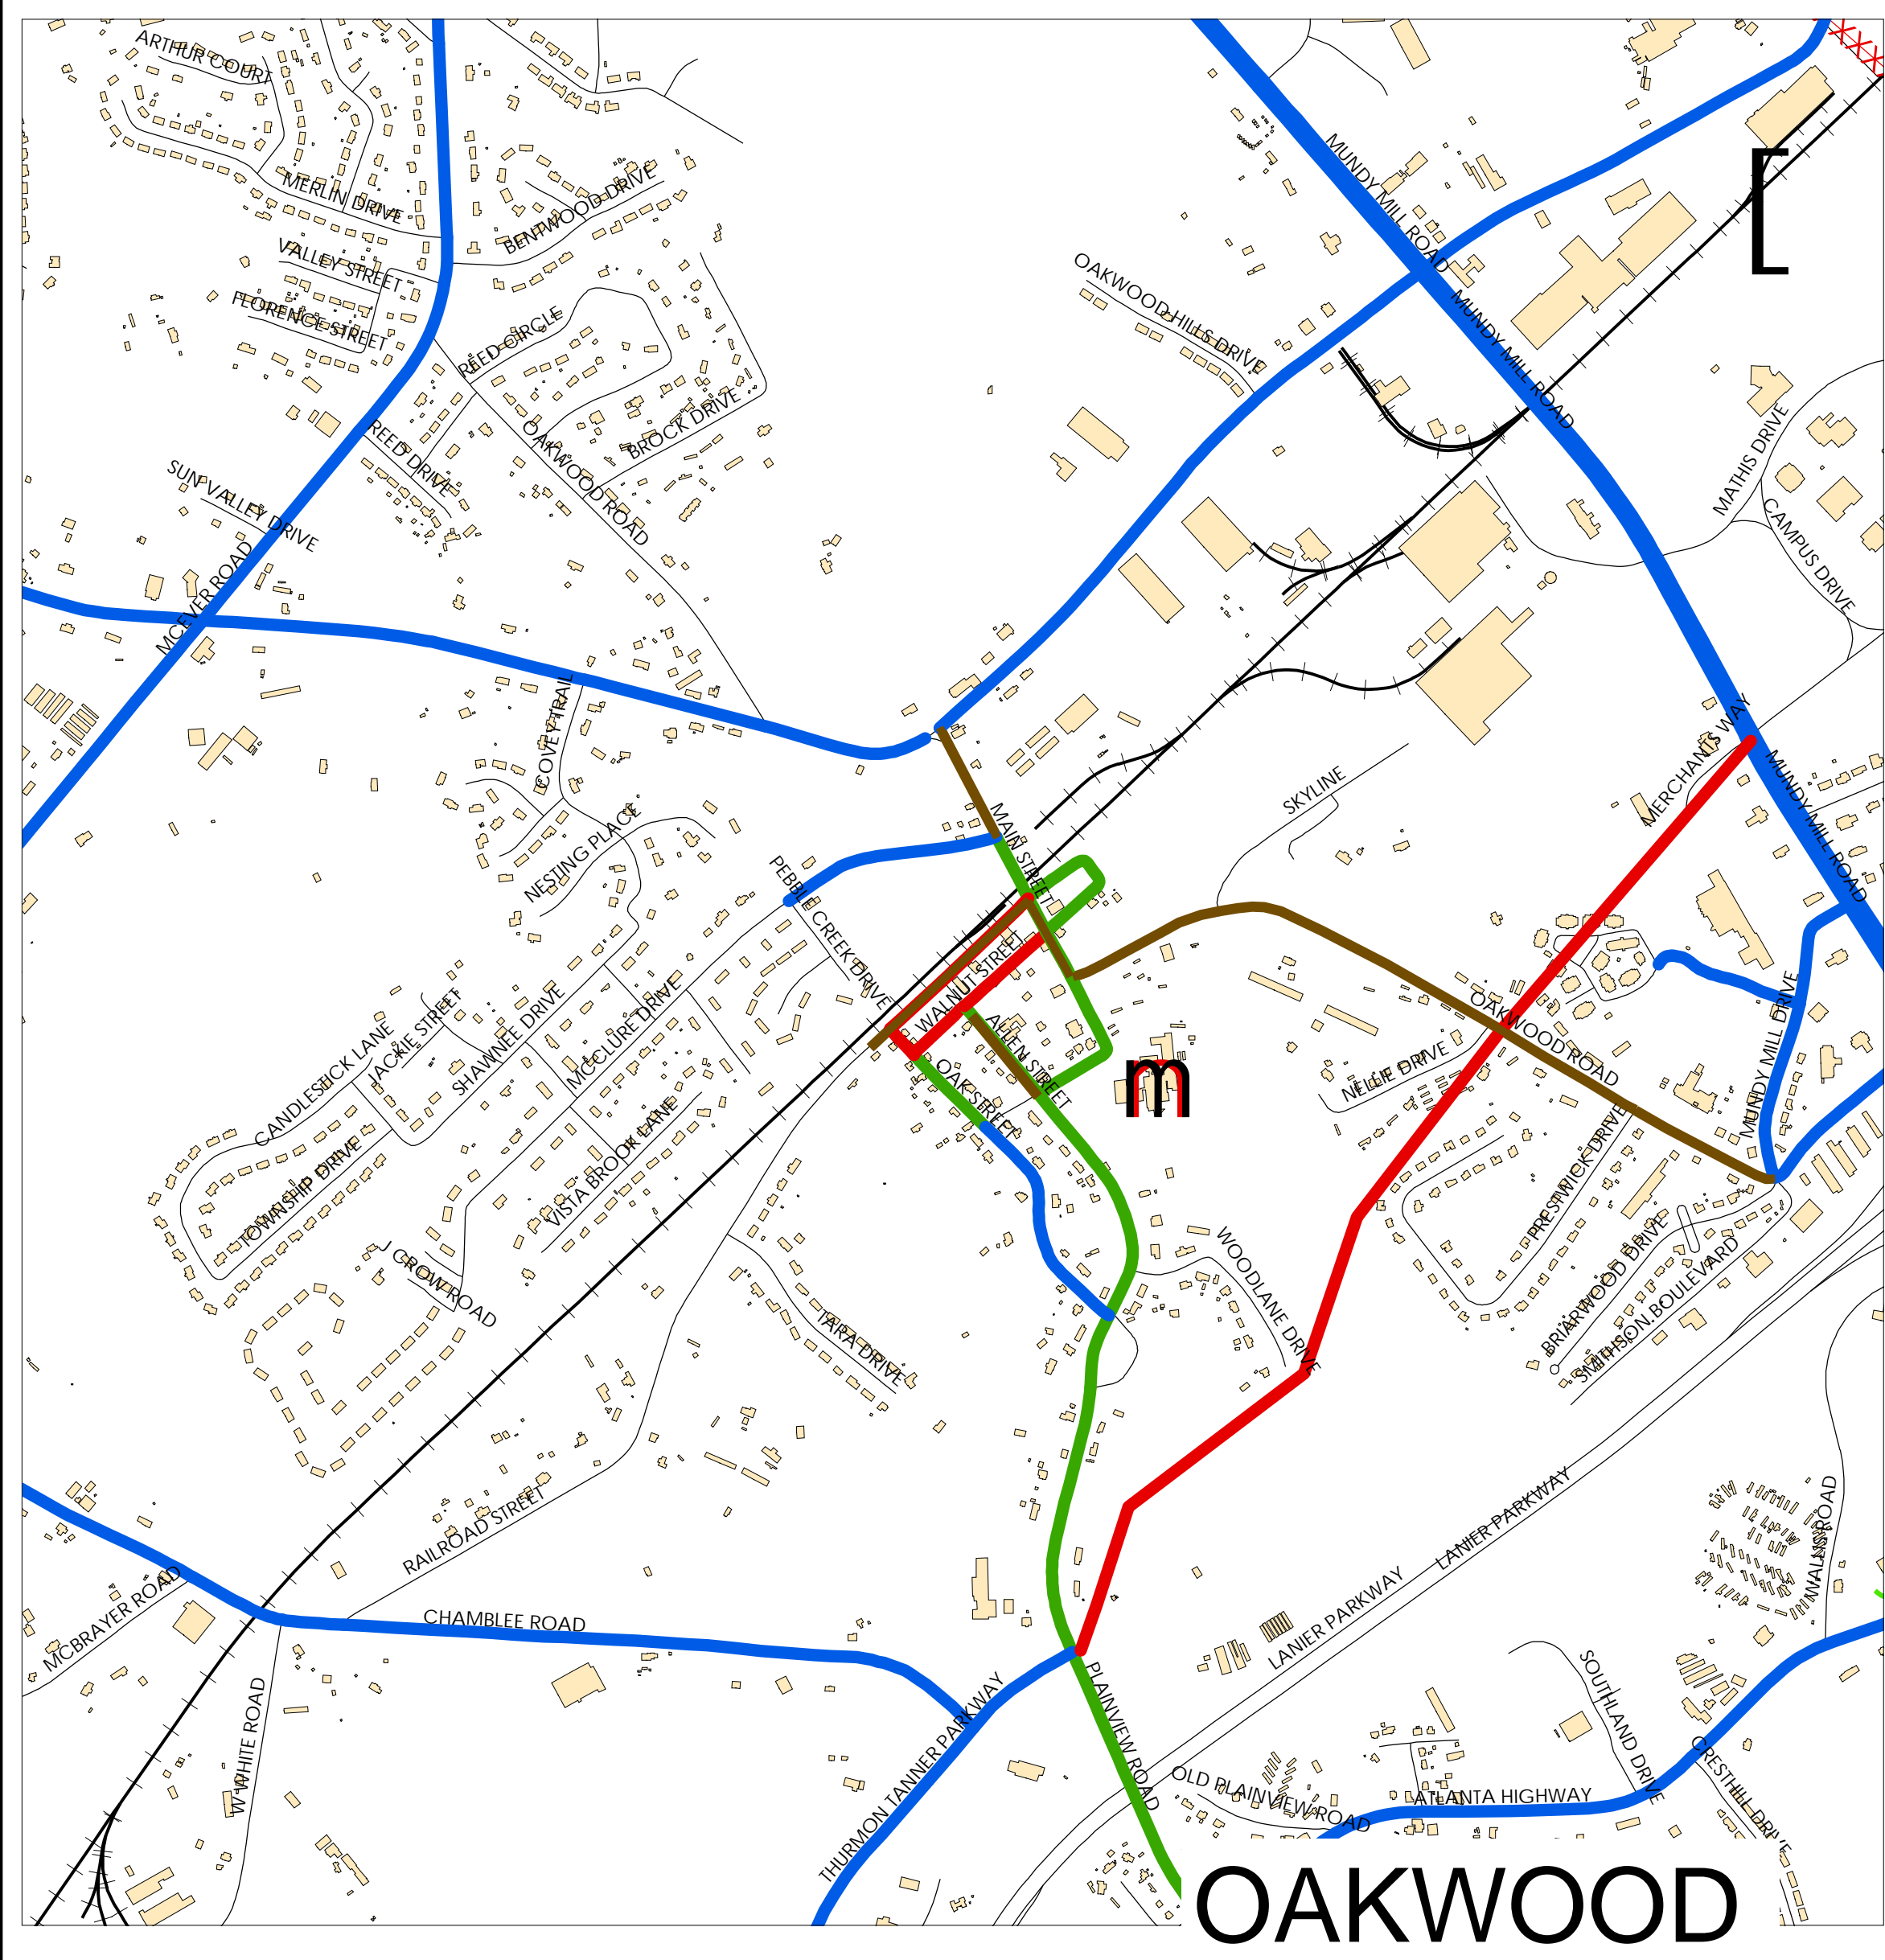 ARTHUR COURT
MERLIN DRIVE
BENTWOOD DRIVE
MUNDY MILL ROAD
VALLEY STREET
FLORENCE STREET
REED CIRCLE
OAKWOOD HILLS DRIVE
MUNDY MILL ROAD
[
BROCK DRIVE
REED DRIVE
OAKWOOD ROAD
SUN VALLEY DRIVE
MATHIS DRIVE
CAMPUS DRIVE
MCEVER ROAD
COVEY TRAIL
MERCHANTS WAY
SKYLINE
MUNDY MILL ROAD
MAIN STREET
NESTING PLACE
PEBBLE CREEK DRIVE
WALNUT STREET
JACKIE STREET
SHAWNEE DRIVE
MCCLURE DRIVE
CANDLESTICK LANE
ALLEN STREET
OAK STREET
OAKWOOD ROAD
NELLIE DRIVE
MUNDY MILL DRIVE
m
TOWNSHIP DRIVE
VISTA BROOK LANE
PRESTWICK DRIVE
J CROW ROAD
WOODLANE DRIVE
BRIARWOOD DRIVE
SMITHSON BOULEVARD
TARA DRIVE
RAILROAD STREET
LANIER PARKWAY
WALLIS ROAD
LANIER PARKWAY
MCBRAYER ROAD
CHAMBLEE ROAD
W WHITE ROAD
THURMON TANNER PARKWAY
PLAINVIEW ROAD
SOUTHLAND DRIVE
OLD PLAINVIEW ROAD
ATLANTA HIGHWAY
CRESTHILL DRIVE
OAKWOOD